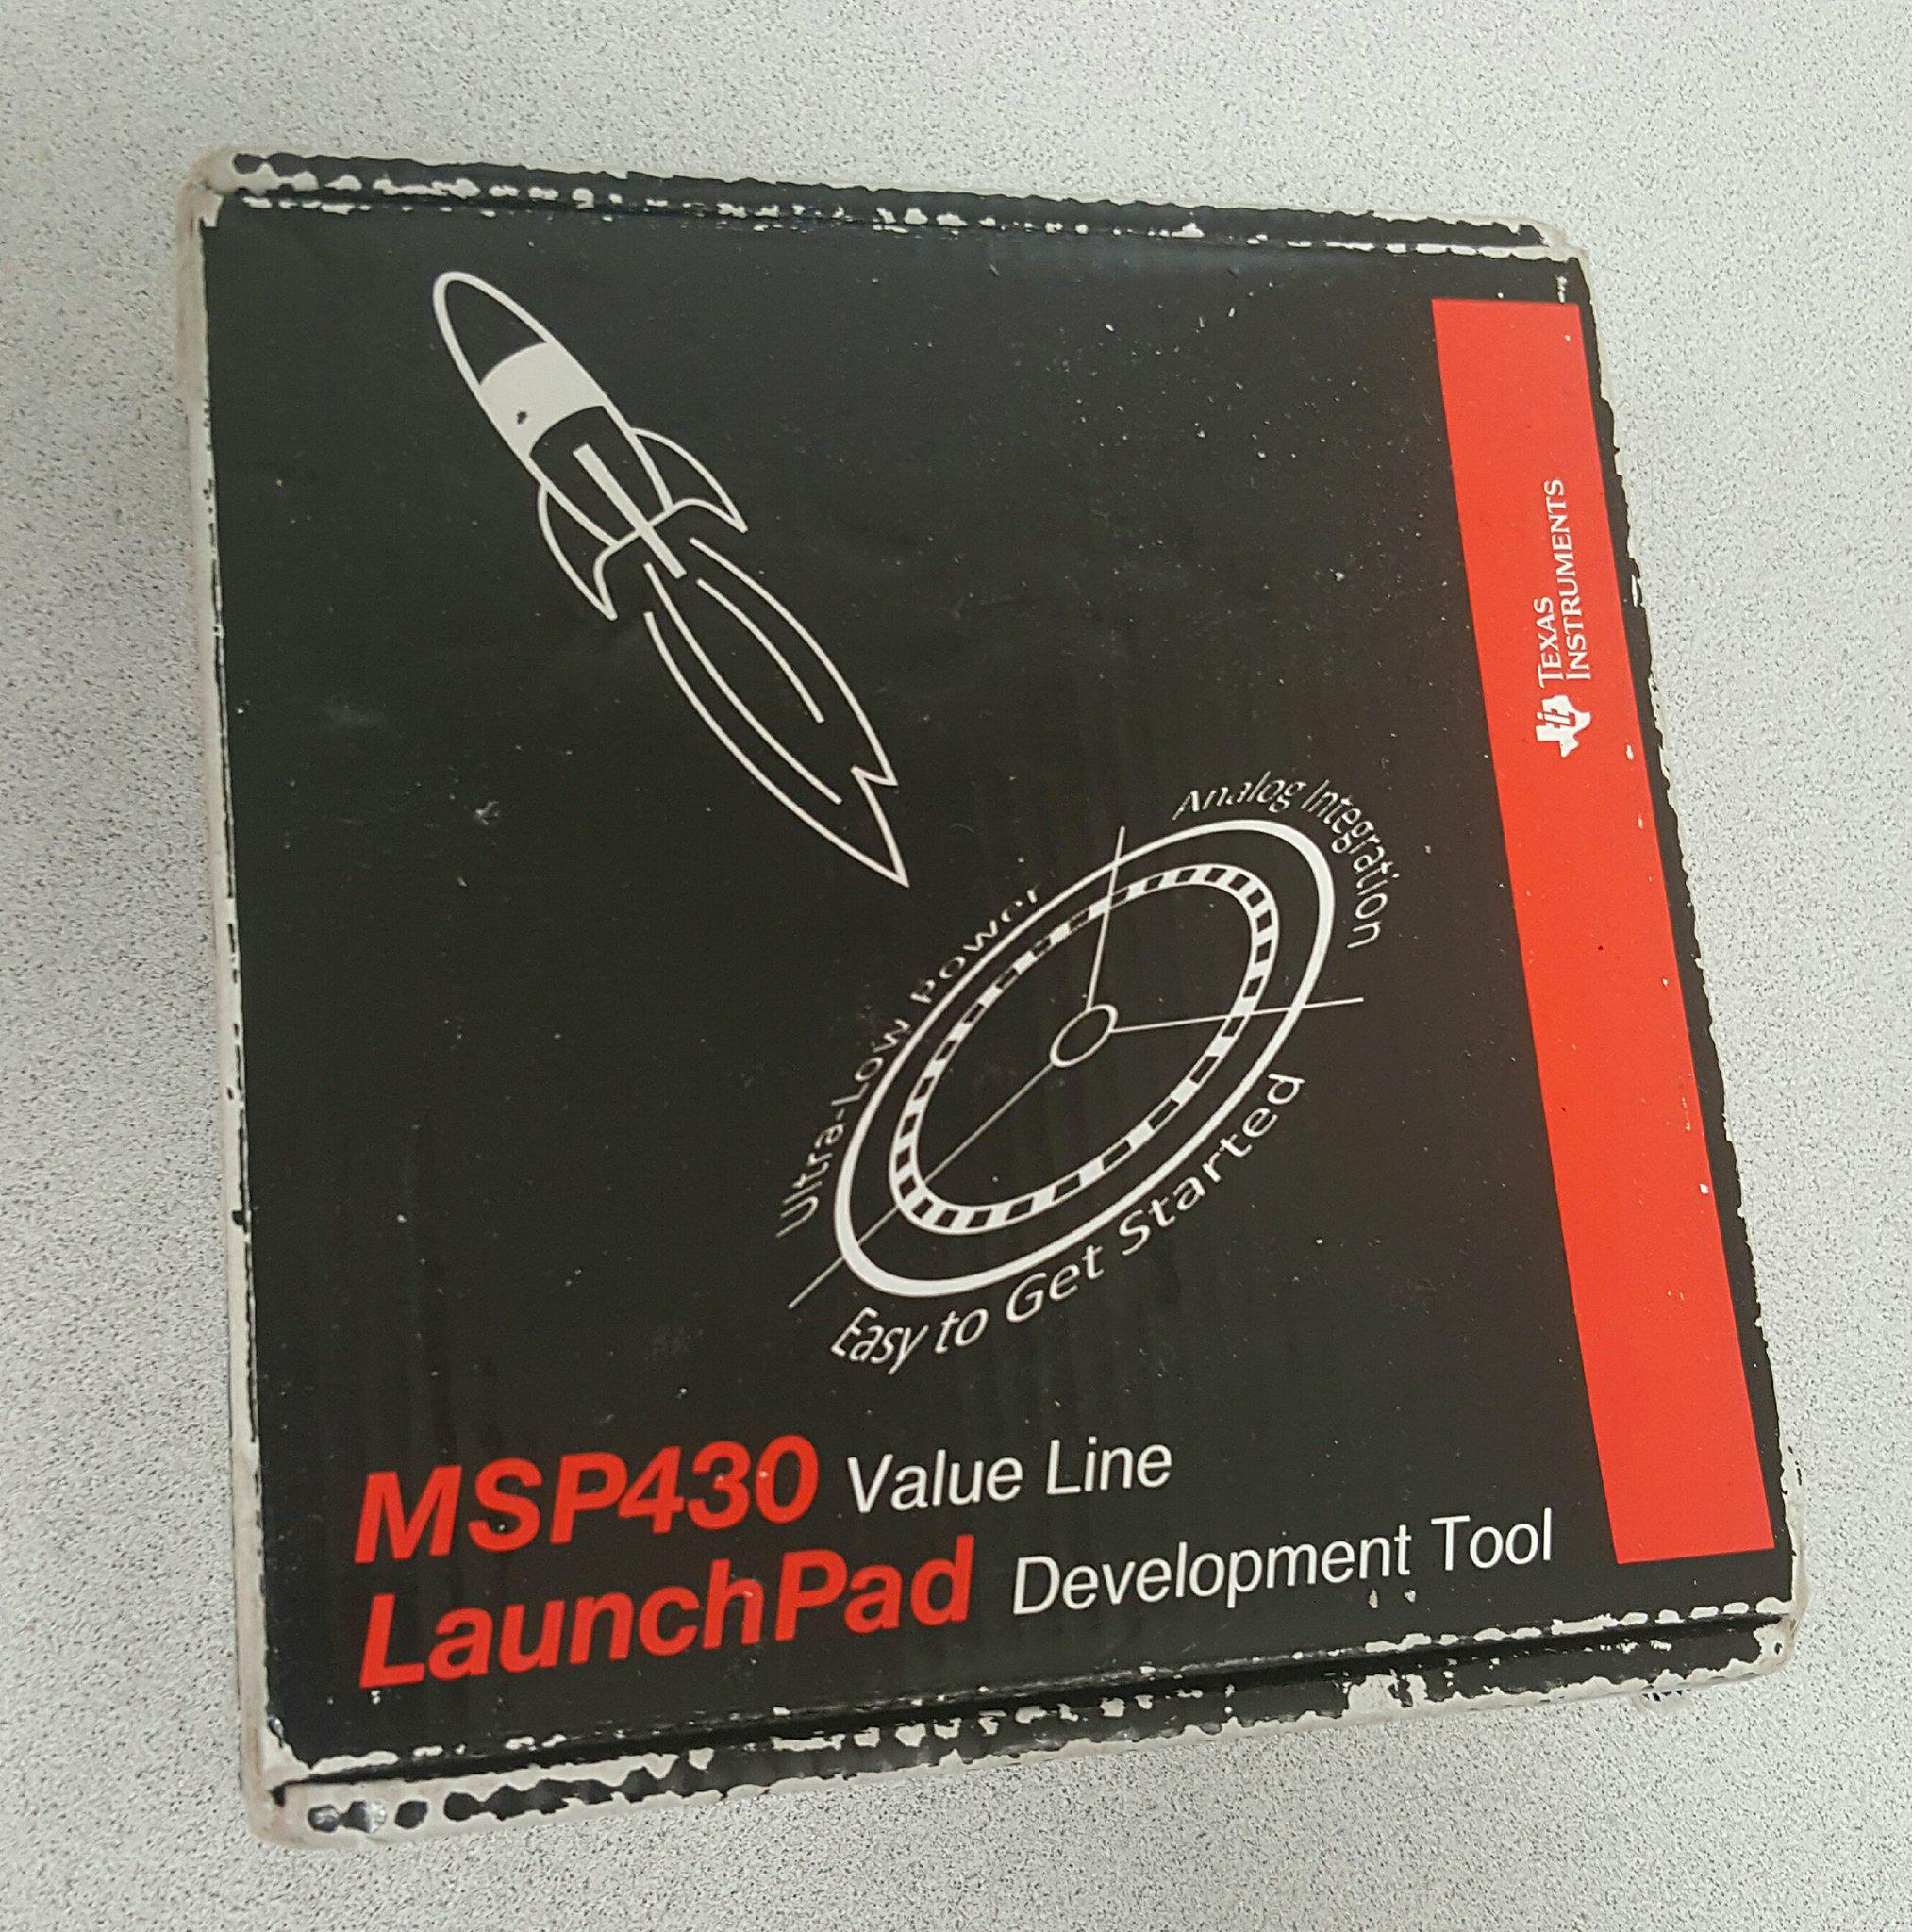 Ultra-Low Power
Analog Integration
Easy to Get Started
TEXAS
INSTRUMENTS
MSP430 Value Line
LaunchPad Development Tool